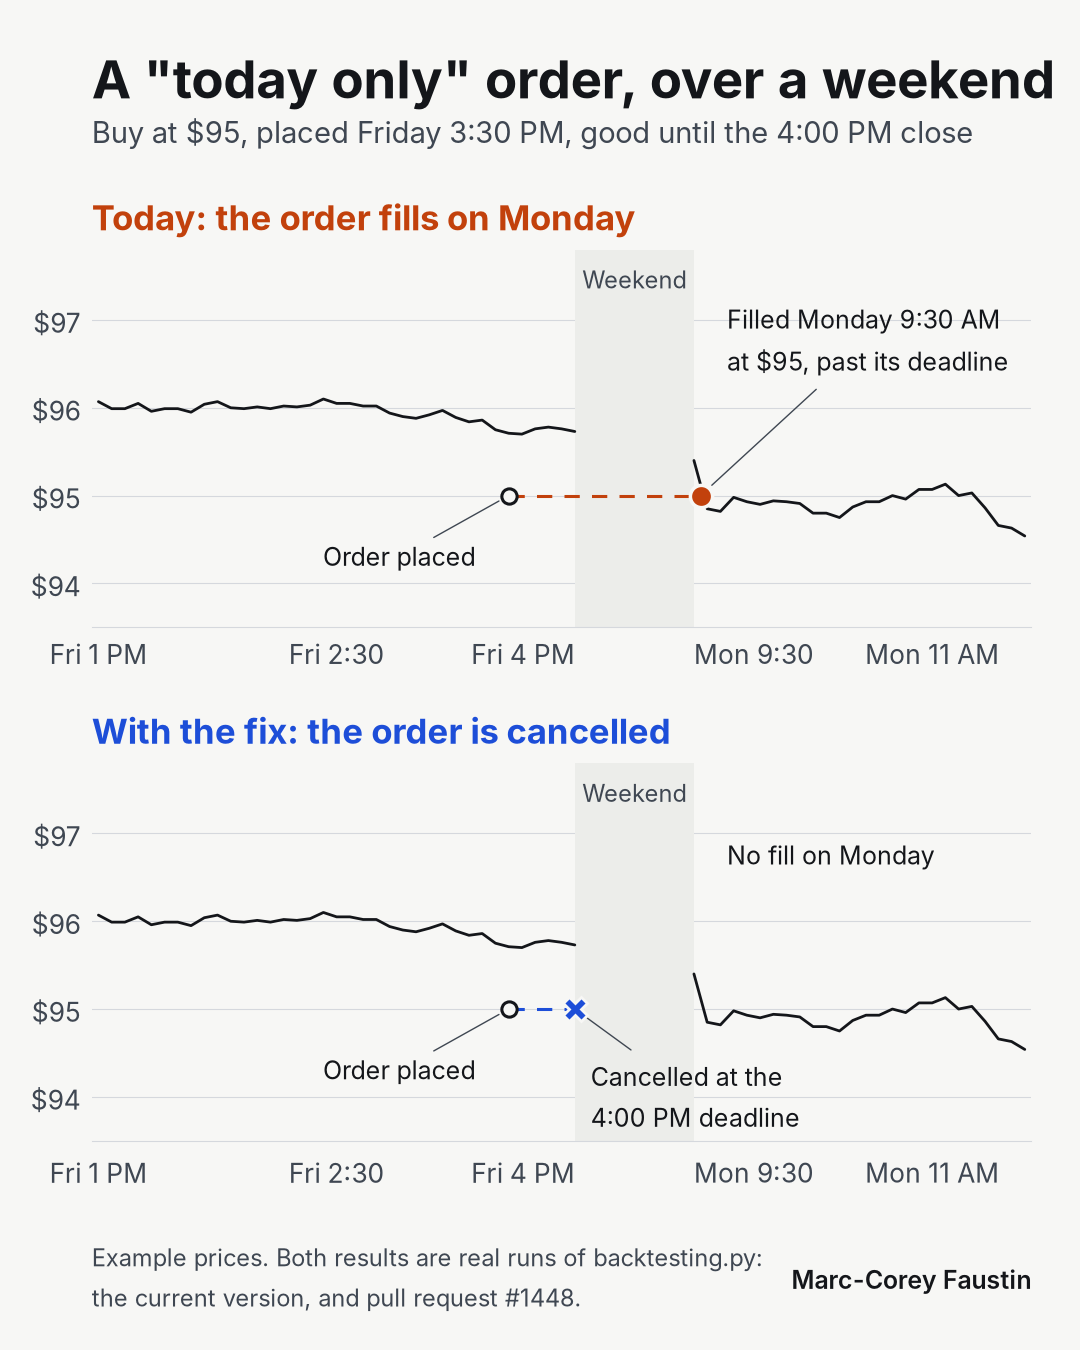 A "today only" order, over a weekend
Buy at $95, placed Friday 3:30 PM, good until the 4:00 PM close
Today: the order fills on Monday
Weekend
$97
Filled Monday 9:30 AM
at $95, past its deadline
$96
$95
Order placed
$94
Fri 1 PM
Fri 2:30
Fri 4 PM
Mon 9:30
Mon 11 AM
With the fix: the order is cancelled
Weekend
$97
No fill on Monday
$96
$95
Order placed
Cancelled at the
4:00 PM deadline
$94
Fri 1 PM
Fri 2:30
Fri 4 PM
Mon 9:30
Mon 11 AM
Example prices. Both results are real runs of backtesting.py:
the current version, and pull request #1448.
Marc-Corey Faustin